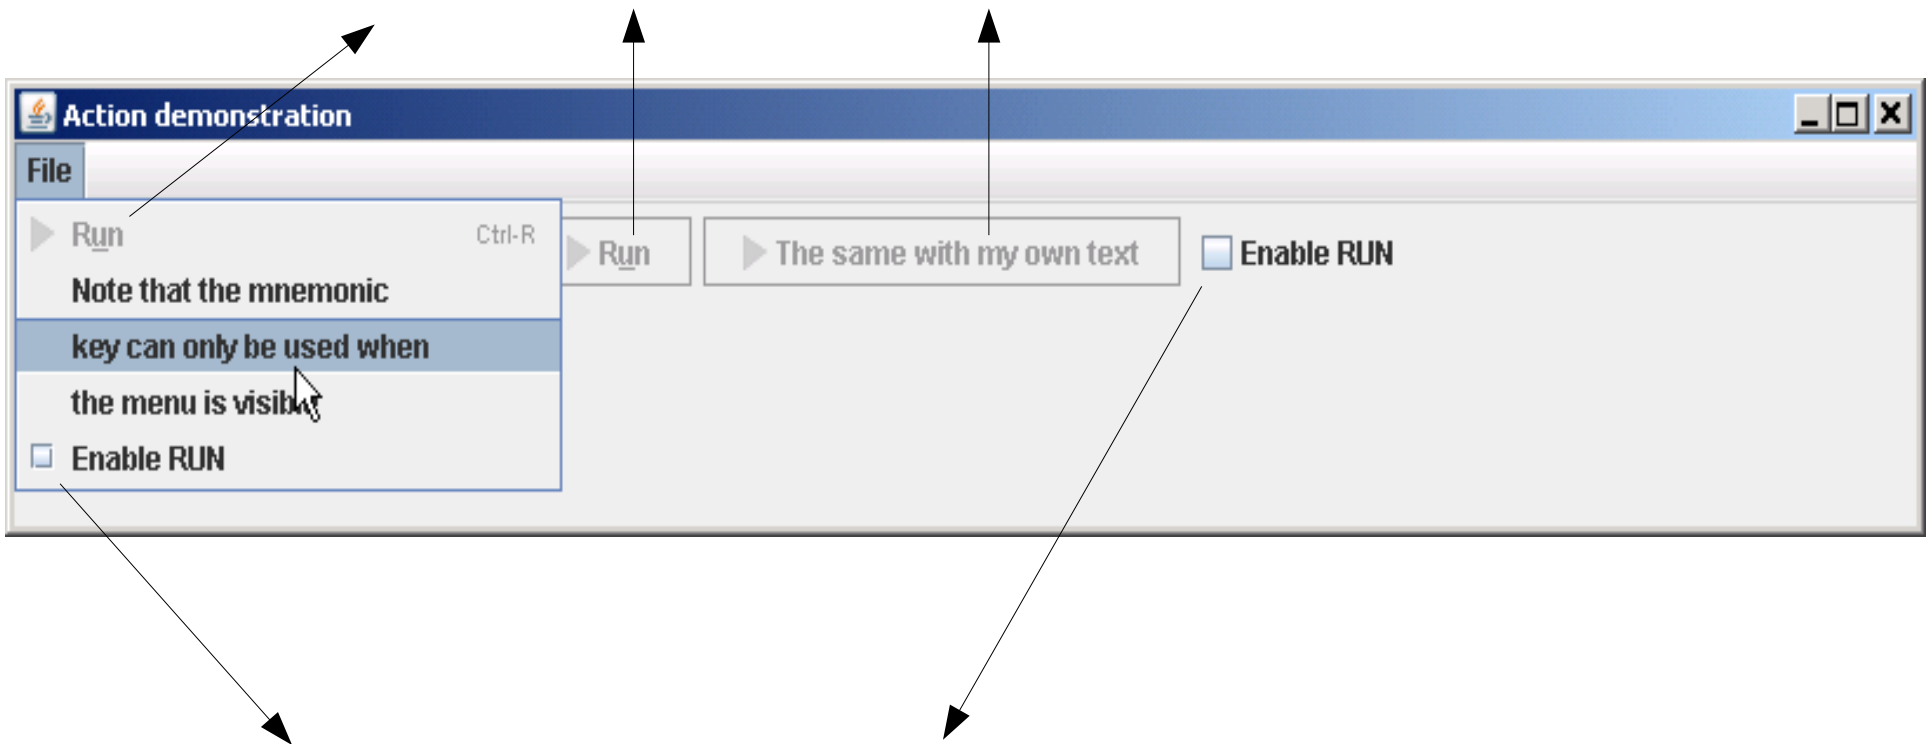 Action demonstration
File
Run Ctrl-R
Run
The same with my own text
Enable RUN
Note that the mnemonic
key can only be used when
the menu is
Enable RUN